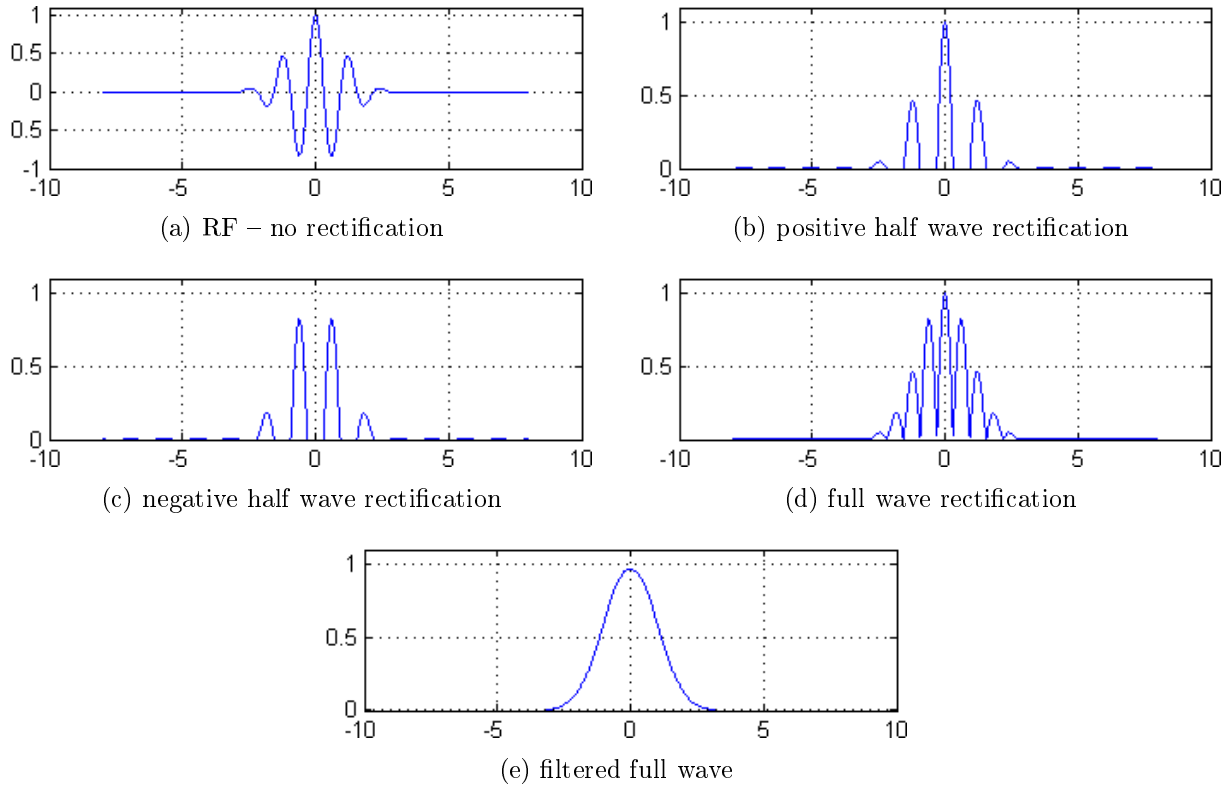 1
0.5
0
-0.5
-1
-10 -5 0 5 10
(a) RF – no rectification
1
0.5
0
-10 -5 0 5 10
(b) positive half wave rectification
1
0.5
0
-10 -5 0 5 10
(c) negative half wave rectification
1
0.5
0
-10 -5 0 5 10
(d) full wave rectification
1
0.5
0
-10 -5 0 5 10
(e) filtered full wave